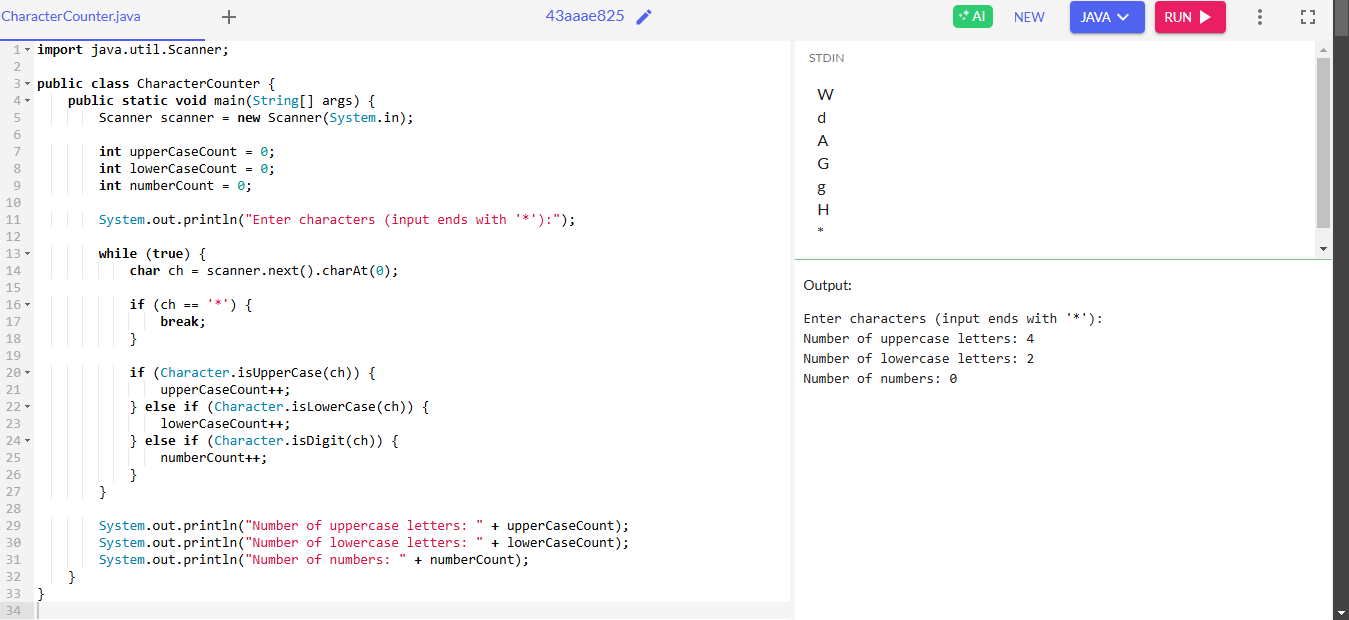 CharacterCounter.java + 43aaae825 AI NEW JAVA RUN
1 import java.util.Scanner;
2
3 public class CharacterCounter {
4     public static void main(String[] args) {
5         Scanner scanner = new Scanner(System.in);
6
7         int upperCaseCount = 0;
8         int lowerCaseCount = 0;
9         int numberCount = 0;
10
11         System.out.println("Enter characters (input ends with '*'):");
12
13         while (true) {
14             char ch = scanner.next().charAt(0);
15
16             if (ch == '*') {
17                 break;
18             }
19
20             if (Character.isUpperCase(ch)) {
21                 upperCaseCount++;
22             } else if (Character.isLowerCase(ch)) {
23                 lowerCaseCount++;
24             } else if (Character.isDigit(ch)) {
25                 numberCount++;
26             }
27         }
28
29         System.out.println("Number of uppercase letters: " + upperCaseCount);
30         System.out.println("Number of lowercase letters: " + lowerCaseCount);
31         System.out.println("Number of numbers: " + numberCount);
32     }
33 }
34
STDIN
W
d
A
G
g
H
*
Output:
Enter characters (input ends with '*'):
Number of uppercase letters: 4
Number of lowercase letters: 2
Number of numbers: 0